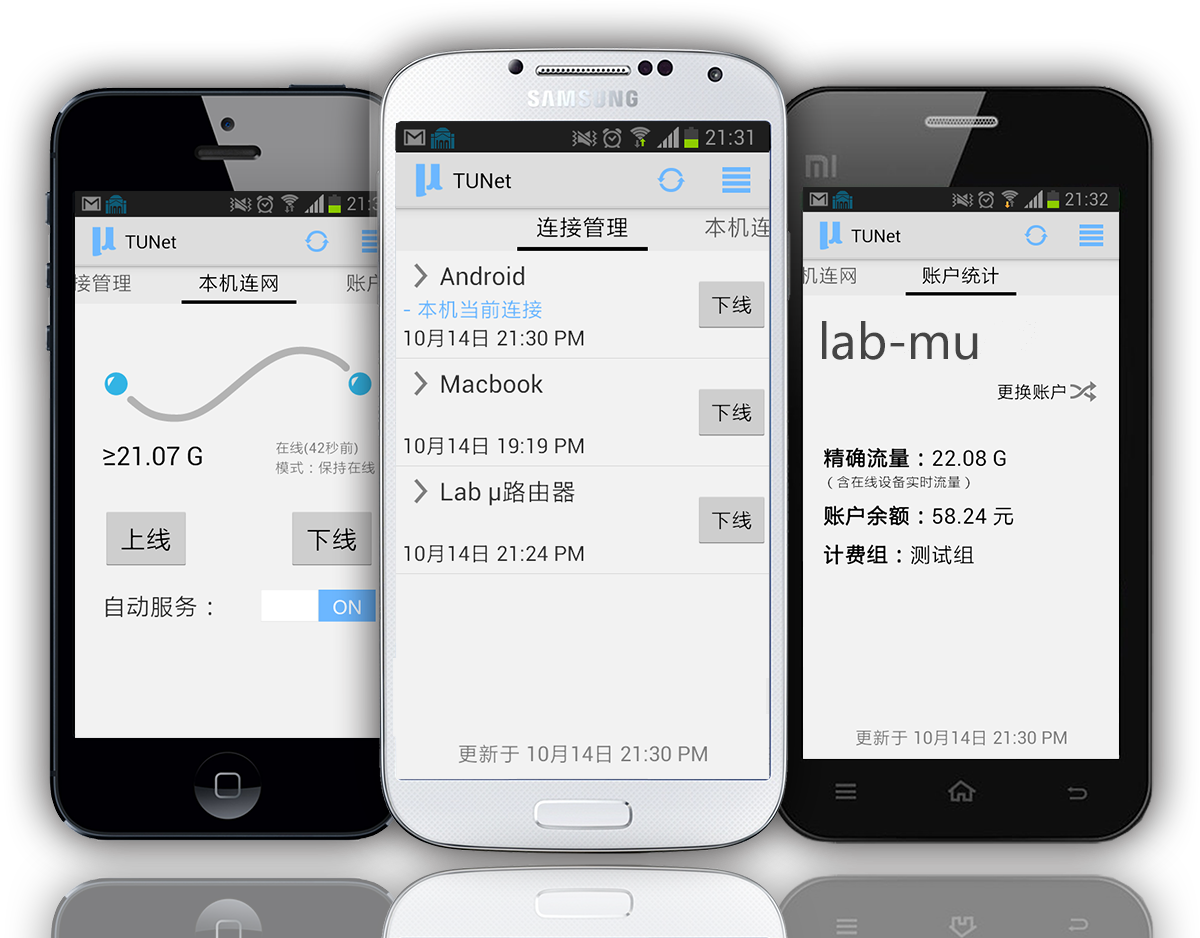 21:3
TUNet
接管理 本机连网 账户
≥21.07 G
在线(42秒前)
模式：保持在线
上线 下线
自动服务： ON
SAMSUNG
21:31
TUNet
连接管理 本机连
Android
- 本机当前连接
10月14日 21:30 PM
下线
Macbook
10月14日 19:19 PM
下线
Lab μ路由器
10月14日 21:24 PM
下线
更新于 10月14日 21:30 PM
mi
21:32
TUNet
机连网 账户统计
lab-mu
更换账户
精确流量：22.08 G
（含在线设备实时流量）
账户余额：58.24 元
计费组：测试组
更新于 10月14日 21:30 PM